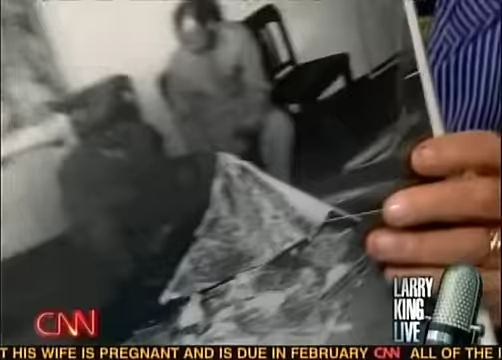 CNN
LARRY
KING
LIVE
T HIS WIFE IS PREGNANT AND IS DUE IN FEBRUARY CNN ALL OF THE